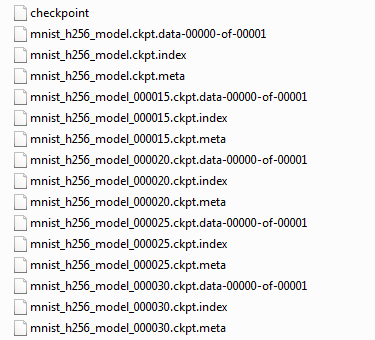 checkpoint
mnist_h256_model.ckpt.data-00000-of-00001
mnist_h256_model.ckpt.index
mnist_h256_model.ckpt.meta
mnist_h256_model_000015.ckpt.data-00000-of-00001
mnist_h256_model_000015.ckpt.index
mnist_h256_model_000015.ckpt.meta
mnist_h256_model_000020.ckpt.data-00000-of-00001
mnist_h256_model_000020.ckpt.index
mnist_h256_model_000020.ckpt.meta
mnist_h256_model_000025.ckpt.data-00000-of-00001
mnist_h256_model_000025.ckpt.index
mnist_h256_model_000025.ckpt.meta
mnist_h256_model_000030.ckpt.data-00000-of-00001
mnist_h256_model_000030.ckpt.index
mnist_h256_model_000030.ckpt.meta